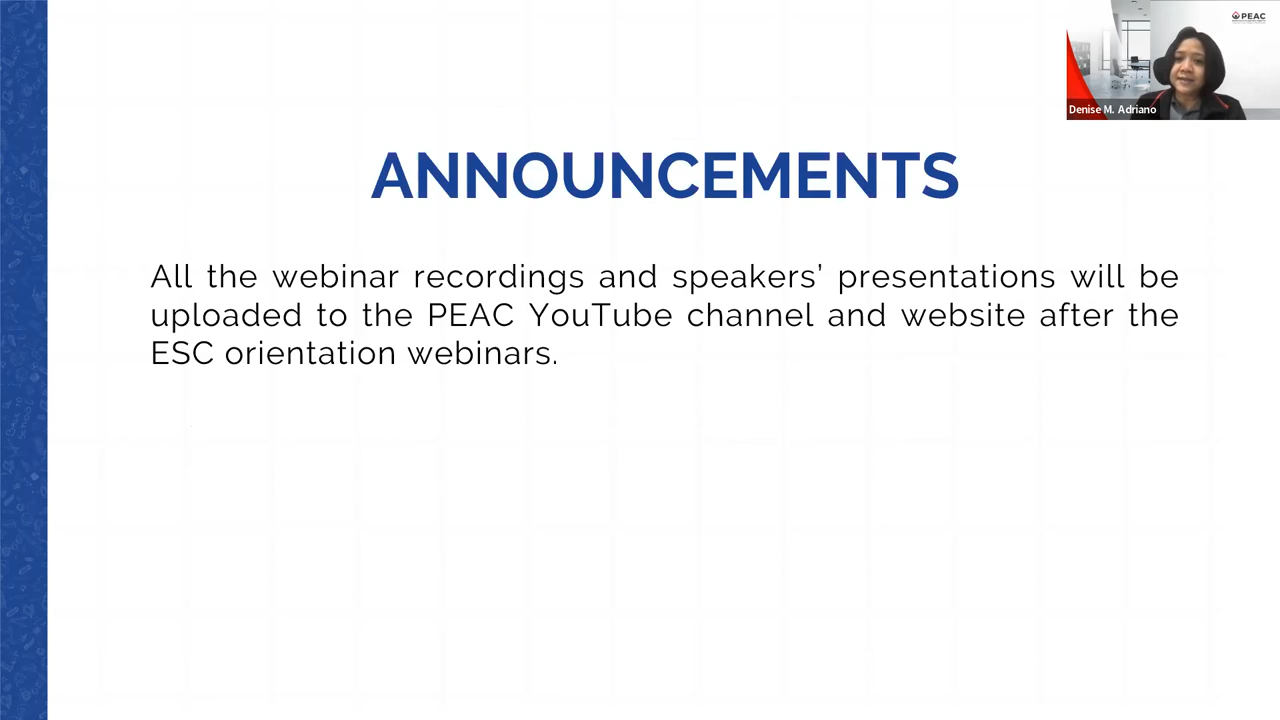 PEAC
Denise M. Adriano
ANNOUNCEMENTS
All the webinar recordings and speakers’ presentations will be
uploaded to the PEAC YouTube channel and website after the
ESC orientation webinars.